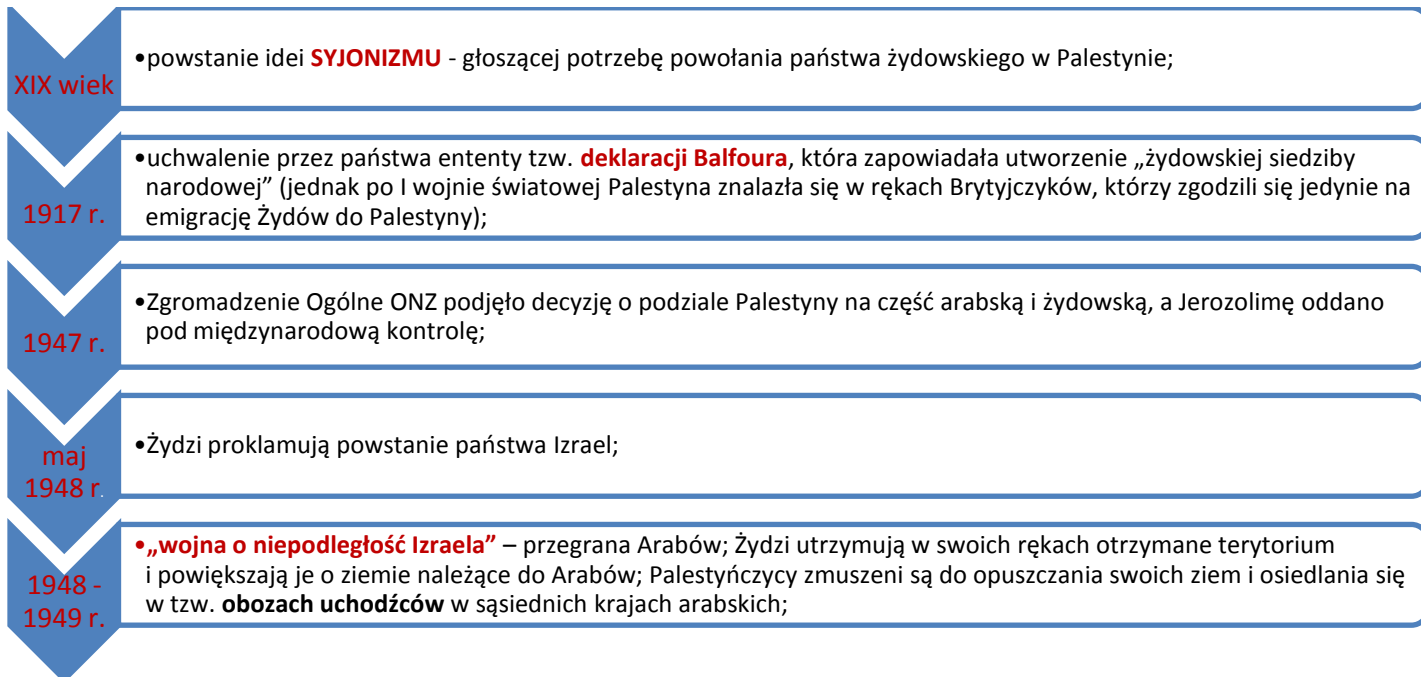 XIX wiek
•powstanie idei SYJONIZMU - głoszącej potrzebę powołania państwa żydowskiego w Palestynie;
1917 r.
•uchwalenie przez państwa ententy tzw. deklaracji Balfoura, która zapowiadała utworzenie „żydowskiej siedziby
narodowej” (jednak po I wojnie światowej Palestyna znalazła się w rękach Brytyjczyków, którzy zgodzili się jedynie na
emigrację Żydów do Palestyny);
1947 r.
•Zgromadzenie Ogólne ONZ podjęło decyzję o podziale Palestyny na część arabską i żydowską, a Jerozolimę oddano
pod międzynarodową kontrolę;
maj
1948 r.
•Żydzi proklamują powstanie państwa Izrael;
1948 -
1949 r.
•„wojna o niepodległość Izraela” – przegrana Arabów; Żydzi utrzymują w swoich rękach otrzymane terytorium
i powiększają je o ziemie należące do Arabów; Palestyńczycy zmuszeni są do opuszczania swoich ziem i osiedlania się
w tzw. obozach uchodźców w sąsiednich krajach arabskich;